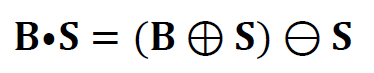 B•S = (B ⊕ S) ⊖ S